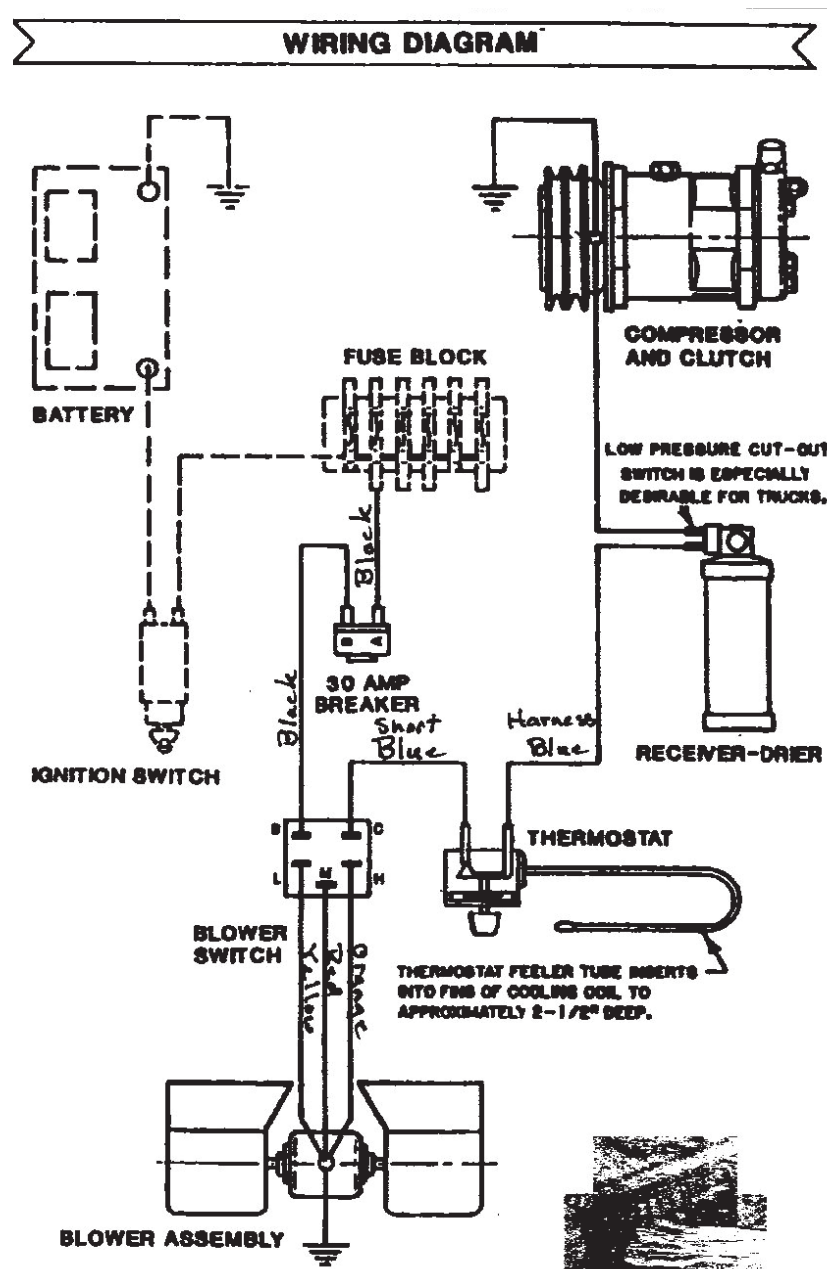 WIRING DIAGRAM
BATTERY
FUSE BLOCK
COMPRESSOR
AND CLUTCH
LOW PRESSURE CUT-OUT
SWITCH IS ESPECIALLY
DESIRABLE FOR TRUCKS.
Black
B A
30 AMP
BREAKER
Black
Short
Blue
Harness
Blue
RECEIVER-DRIER
IGNITION SWITCH
B C
L M H
THERMOSTAT
BLOWER
SWITCH
Yellow
Red
Orange
THERMOSTAT FEELER TUBE INSERTS
INTO FINS OF COOLING COIL TO
APPROXIMATELY 2-1/2" DEEP.
BLOWER ASSEMBLY